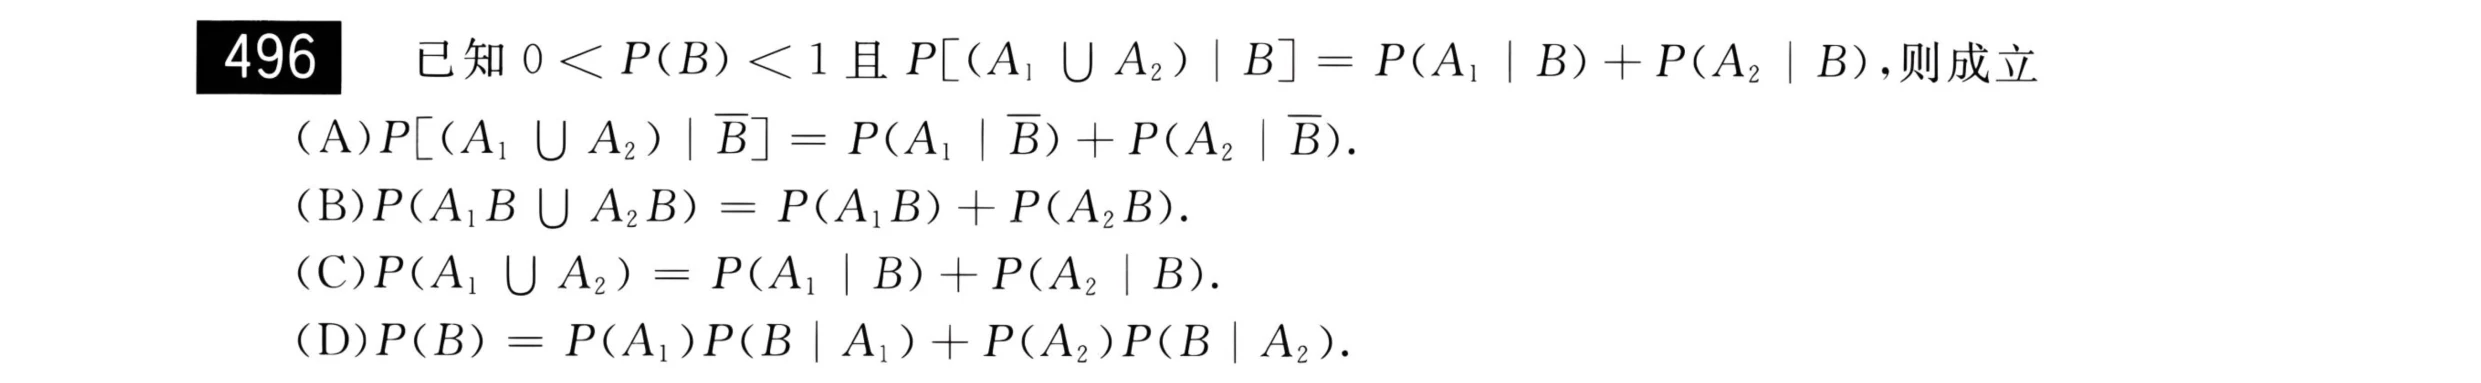 496 已知 0 < P(B) < 1 且 P[(A₁ ∪ A₂) | B] = P(A₁ | B) + P(A₂ | B),则成立
(A)P[(A₁ ∪ A₂) | B̅] = P(A₁ | B̅) + P(A₂ | B̅).
(B)P(A₁B ∪ A₂B) = P(A₁B) + P(A₂B).
(C)P(A₁ ∪ A₂) = P(A₁ | B) + P(A₂ | B).
(D)P(B) = P(A₁)P(B | A₁) + P(A₂)P(B | A₂).